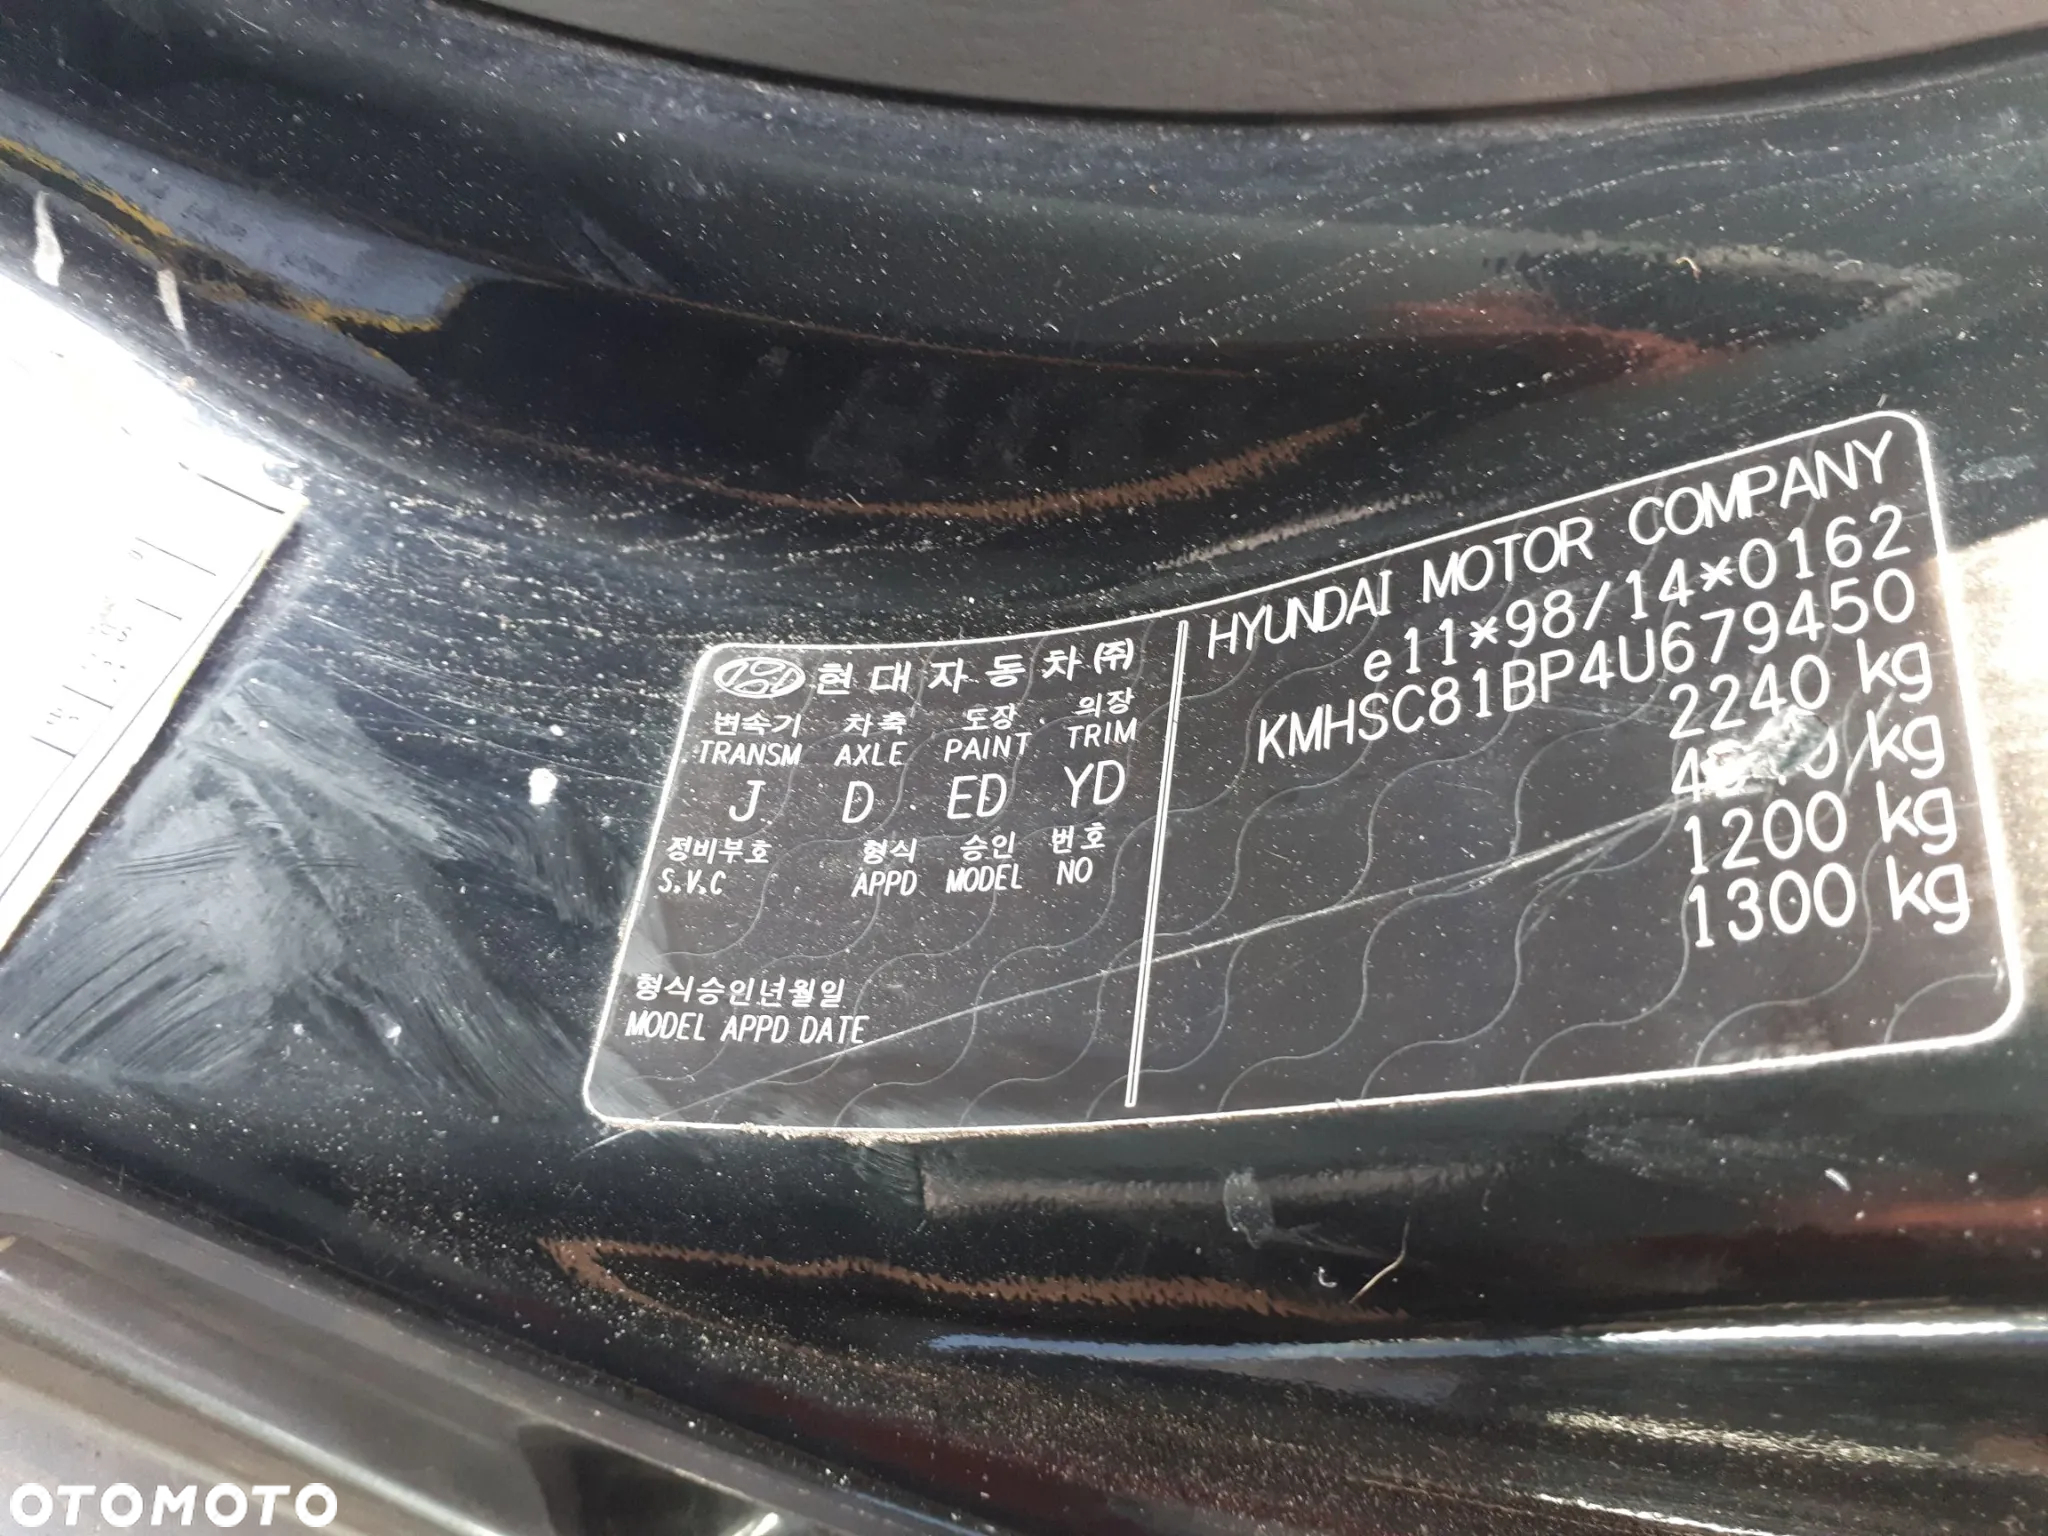 현대자동차(주)
변속기 차축 도장 의장
TRANSM AXLE PAINT TRIM
J D ED YD
정비부호 형식 승인 번호
S.V.C APPD MODEL NO
형식승인년월일
MODEL APPD DATE
HYUNDAI MOTOR COMPANY
e11*98/14*0162
KMHSC81BP4U679450
2240 kg
kg
1200 kg
1300 kg
OTOMOTO